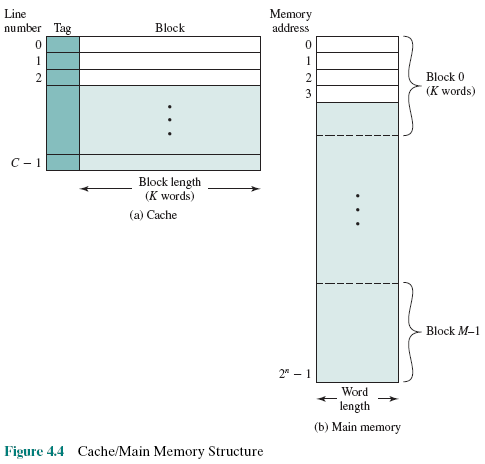 Line
number Tag Block
0
1
2
C – 1
Block length
(K words)
(a) Cache
Memory
address
0
1
2
3
Block 0
(K words)
Block M–1
2ⁿ – 1
Word
length
(b) Main memory
Figure 4.4 Cache/Main Memory Structure